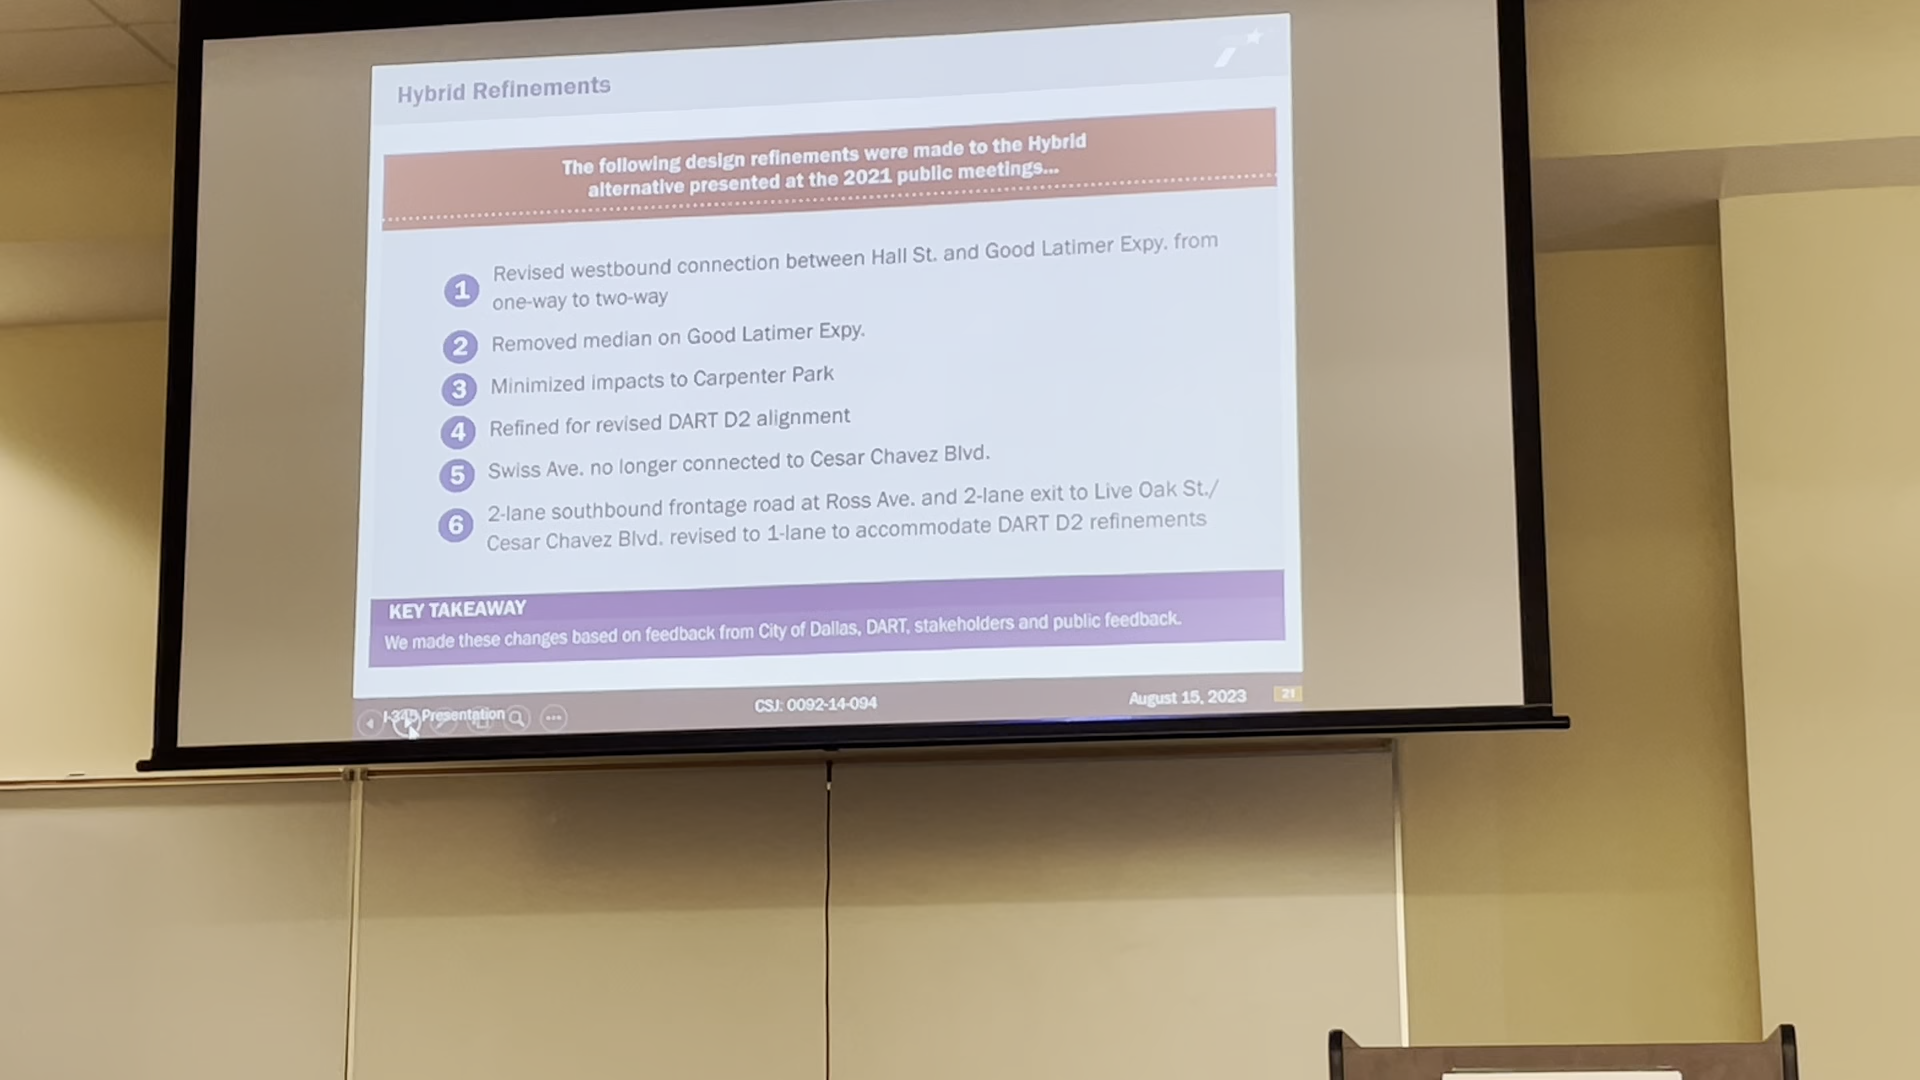 Hybrid Refinements
The following design refinements were made to the Hybrid
alternative presented at the 2021 public meetings...
1 Revised westbound connection between Hall St. and Good Latimer Expy. from
one-way to two-way
2 Removed median on Good Latimer Expy.
3 Minimized impacts to Carpenter Park
4 Refined for revised DART D2 alignment
5 Swiss Ave. no longer connected to Cesar Chavez Blvd.
6 2-lane southbound frontage road at Ross Ave. and 2-lane exit to Live Oak St./
Cesar Chavez Blvd. revised to 1-lane to accommodate DART D2 refinements
KEY TAKEAWAY
We made these changes based on feedback from City of Dallas, DART, stakeholders and public feedback.
I-345 Presentation CSJ: 0092-14-094 August 15, 2023 21